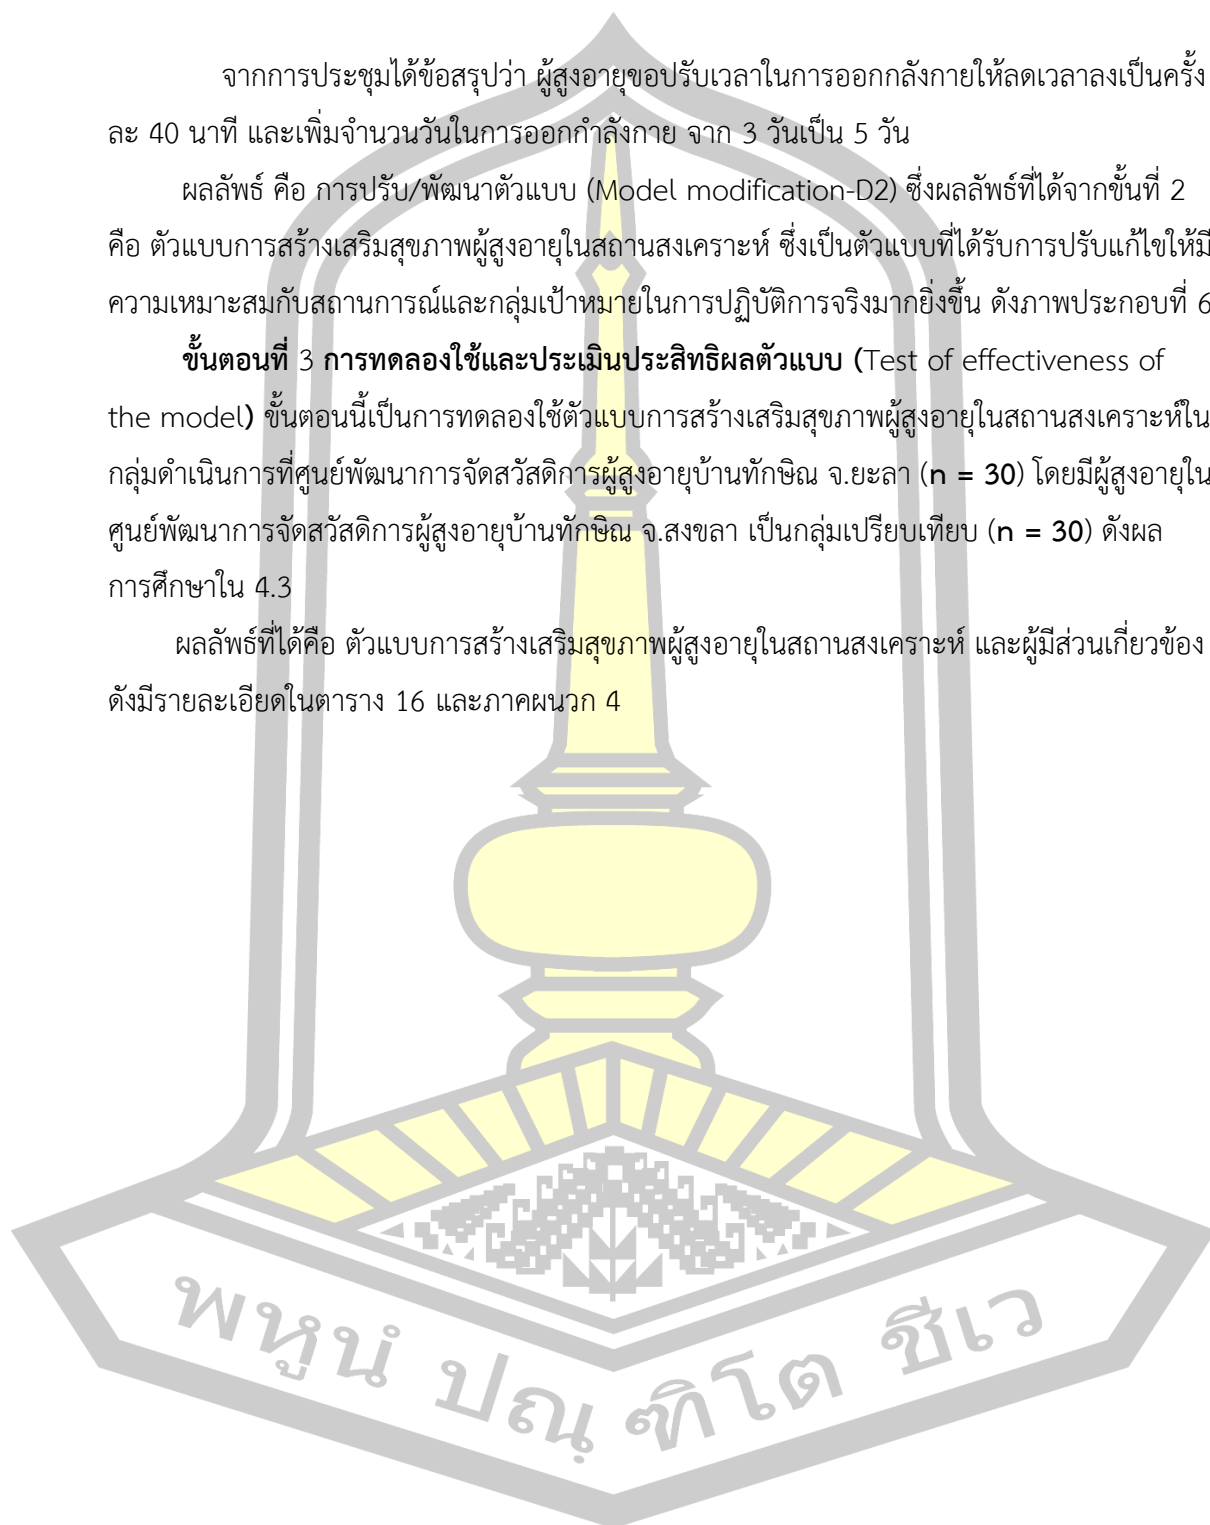 จากการประชุมได้ข้อสรุปว่า ผู้สูงอายุขอปรับเวลาในการออกกลังกายให้ลดเวลาลงเป็นครั้ง
ละ 40 นาที และเพิ่มจำนวนวันในการออกกำลังกาย จาก 3 วันเป็น 5 วัน
ผลลัพธ์ คือ การปรับ/พัฒนาตัวแบบ (Model modification-D2) ซึ่งผลลัพธ์ที่ได้จากขั้นที่ 2
คือ ตัวแบบการสร้างเสริมสุขภาพผู้สูงอายุในสถานสงเคราะห์ ซึ่งเป็นตัวแบบที่ได้รับการปรับแก้ไขให้มี
ความเหมาะสมกับสถานการณ์และกลุ่มเป้าหมายในการปฏิบัติการจริงมากยิ่งขึ้น ดังภาพประกอบที่ 6
ขั้นตอนที่ 3 การทดลองใช้และประเมินประสิทธิผลตัวแบบ (Test of effectiveness of
the model) ขั้นตอนนี้เป็นการทดลองใช้ตัวแบบการสร้างเสริมสุขภาพผู้สูงอายุในสถานสงเคราะห์ใน
กลุ่มดำเนินการที่ศูนย์พัฒนาการจัดสวัสดิการผู้สูงอายุบ้านทักษิณ จ.ยะลา (n = 30) โดยมีผู้สูงอายุใน
ศูนย์พัฒนาการจัดสวัสดิการผู้สูงอายุบ้านทักษิณ จ.สงขลา เป็นกลุ่มเปรียบเทียบ (n = 30) ดังผล
การศึกษาใน 4.3
ผลลัพธ์ที่ได้คือ ตัวแบบการสร้างเสริมสุขภาพผู้สูงอายุในสถานสงเคราะห์ และผู้มีส่วนเกี่ยวข้อง
ดังมีรายละเอียดในตาราง 16 และภาคผนวก 4
พหูนํ ปณฺฑิโต ชีเว